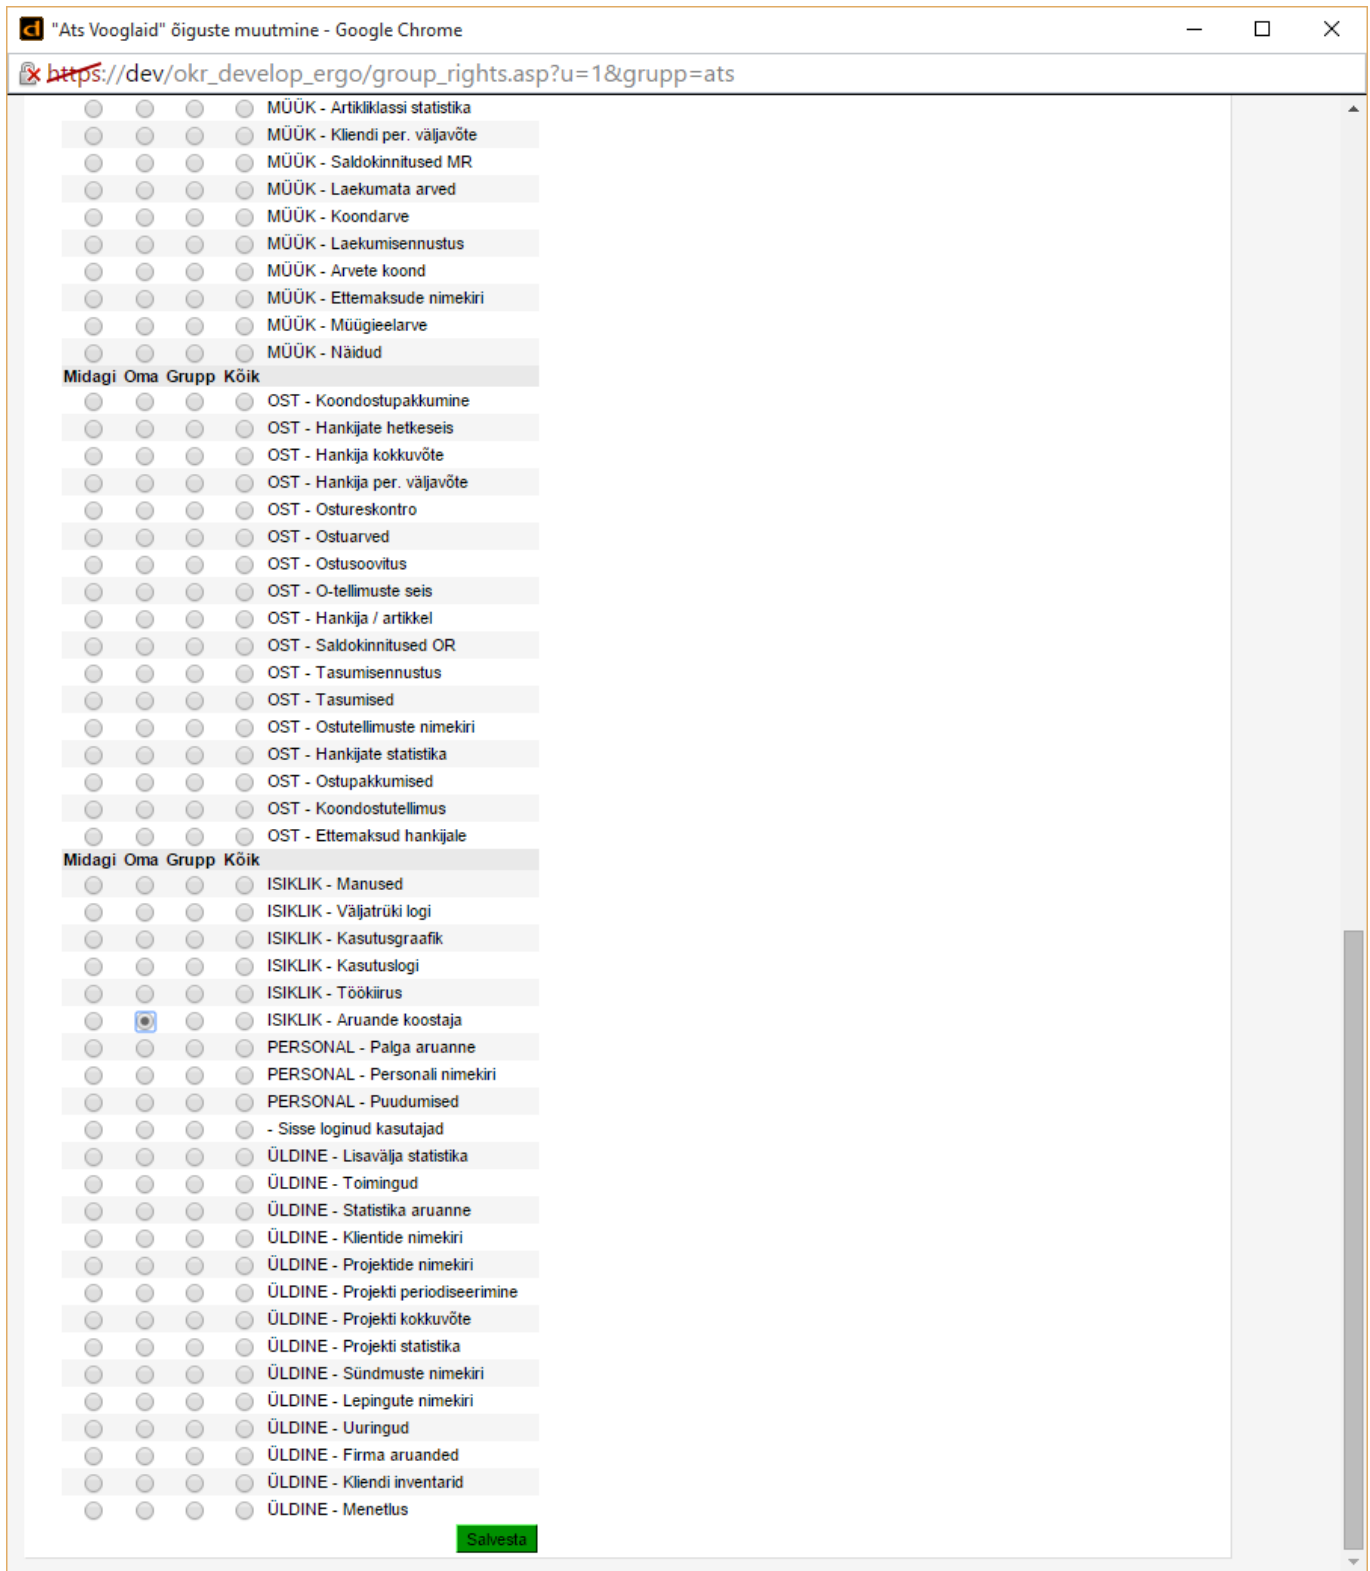 "Ats Vooglaid" õiguste muutmine - Google Chrome
https://dev/okr_develop_ergo/group_rights.asp?u=1&grupp=ats
MÜÜK - Artikliklassi statistika
MÜÜK - Kliendi per. väljavõte
MÜÜK - Saldokinnitused MR
MÜÜK - Laekumata arved
MÜÜK - Koondarve
MÜÜK - Laekumisennustus
MÜÜK - Arvete koond
MÜÜK - Ettemaksude nimekiri
MÜÜK - Müügieelarve
MÜÜK - Näidud
Midagi Oma Grupp Kõik
OST - Koondostupakkumine
OST - Hankijate hetkeseis
OST - Hankija kokkuvõte
OST - Hankija per. väljavõte
OST - Ostureskontro
OST - Ostuarved
OST - Ostusoovitus
OST - O-tellimuste seis
OST - Hankija / artikkel
OST - Saldokinnitused OR
OST - Tasumisennustus
OST - Tasumised
OST - Ostutellimuste nimekiri
OST - Hankijate statistika
OST - Ostupakkumised
OST - Koondostutellimus
OST - Ettemaksud hankijale
Midagi Oma Grupp Kõik
ISIKLIK - Manused
ISIKLIK - Väljatrüki logi
ISIKLIK - Kasutusgraafik
ISIKLIK - Kasutuslogi
ISIKLIK - Töökiirus
ISIKLIK - Aruande koostaja
PERSONAL - Palga aruanne
PERSONAL - Personali nimekiri
PERSONAL - Puudumised
- Sisse loginud kasutajad
ÜLDINE - Lisavälja statistika
ÜLDINE - Toimingud
ÜLDINE - Statistika aruanne
ÜLDINE - Klientide nimekiri
ÜLDINE - Projektide nimekiri
ÜLDINE - Projekti periodiseerimine
ÜLDINE - Projekti kokkuvõte
ÜLDINE - Projekti statistika
ÜLDINE - Sündmuste nimekiri
ÜLDINE - Lepingute nimekiri
ÜLDINE - Uuringud
ÜLDINE - Firma aruanded
ÜLDINE - Kliendi inventarid
ÜLDINE - Menetlus
Salvesta